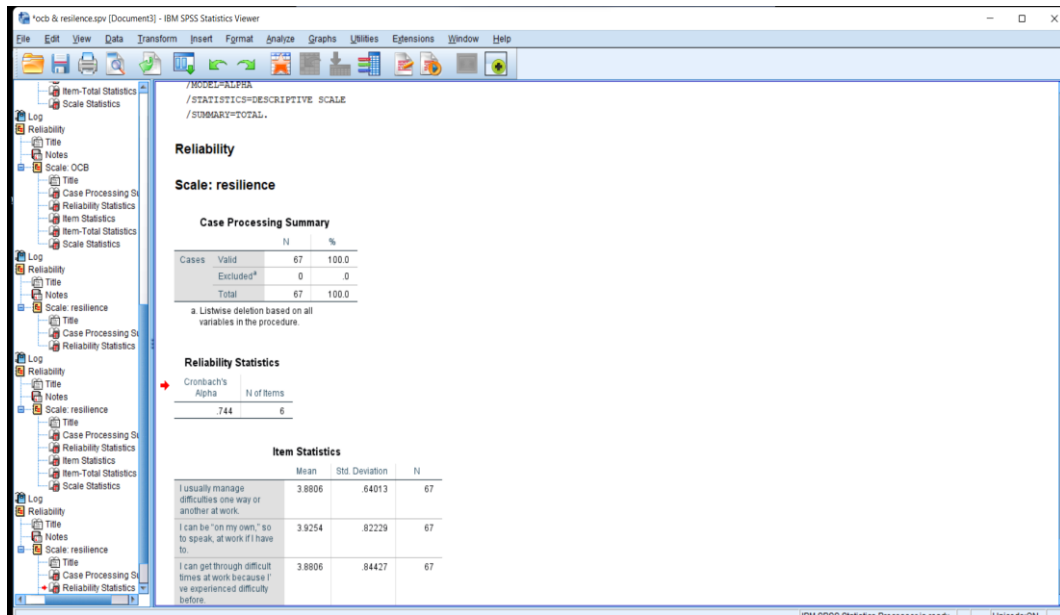 *ocb & resilence.spv [Document3] - IBM SPSS Statistics Viewer
File Edit View Data Transform Insert Format Analyze Graphs Utilities Extensions Window Help
Item-Total Statistics
Scale Statistics
Log
Reliability
Title
Notes
Scale: OCB
Title
Case Processing Su
Reliability Statistics
Item Statistics
Item-Total Statistics
Scale Statistics
Log
Reliability
Title
Notes
Scale: resilience
Title
Case Processing Su
Reliability Statistics
Log
Reliability
Title
Notes
Scale: resilience
Title
Case Processing Su
Reliability Statistics
Item Statistics
Item-Total Statistics
Scale Statistics
Log
Reliability
Title
Notes
Scale: resilience
Title
Case Processing Su
Reliability Statistics
/MODEL=ALPHA
/STATISTICS=DESCRIPTIVE SCALE
/SUMMARY=TOTAL.
Reliability
Scale: resilience
Case Processing Summary
N %
Cases Valid 67 100.0
Excludedª 0 .0
Total 67 100.0
a. Listwise deletion based on all
variables in the procedure.
Reliability Statistics
Cronbach's
Alpha N of Items
.744 6
Item Statistics
Mean Std. Deviation N
I usually manage 3.8806 .64013 67
difficulties one way or
another at work.
I can be "on my own," so 3.9254 .82229 67
to speak, at work if I have
to.
I can get through difficult 3.8806 .84427 67
times at work because I'
ve experienced difficulty
before.